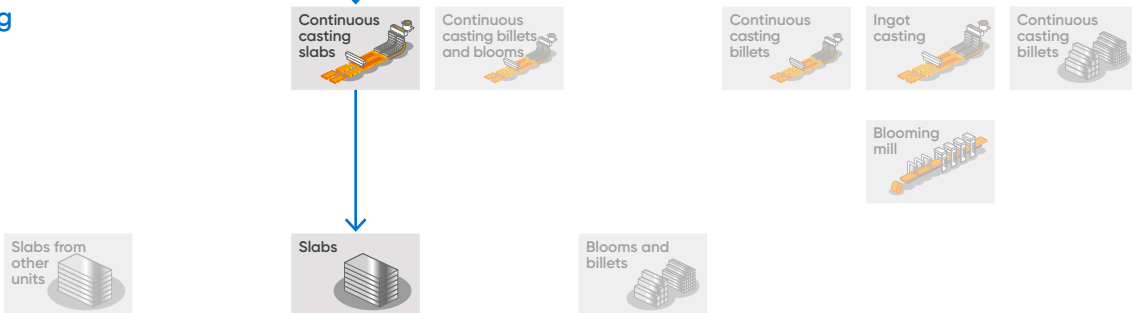 Continuous
casting
slabs
Continuous
casting billets
and blooms
Continuous
casting
billets
Ingot
casting
Continuous
casting
billets
Blooming
mill
Slabs from
other
units
Slabs
Blooms and
billets